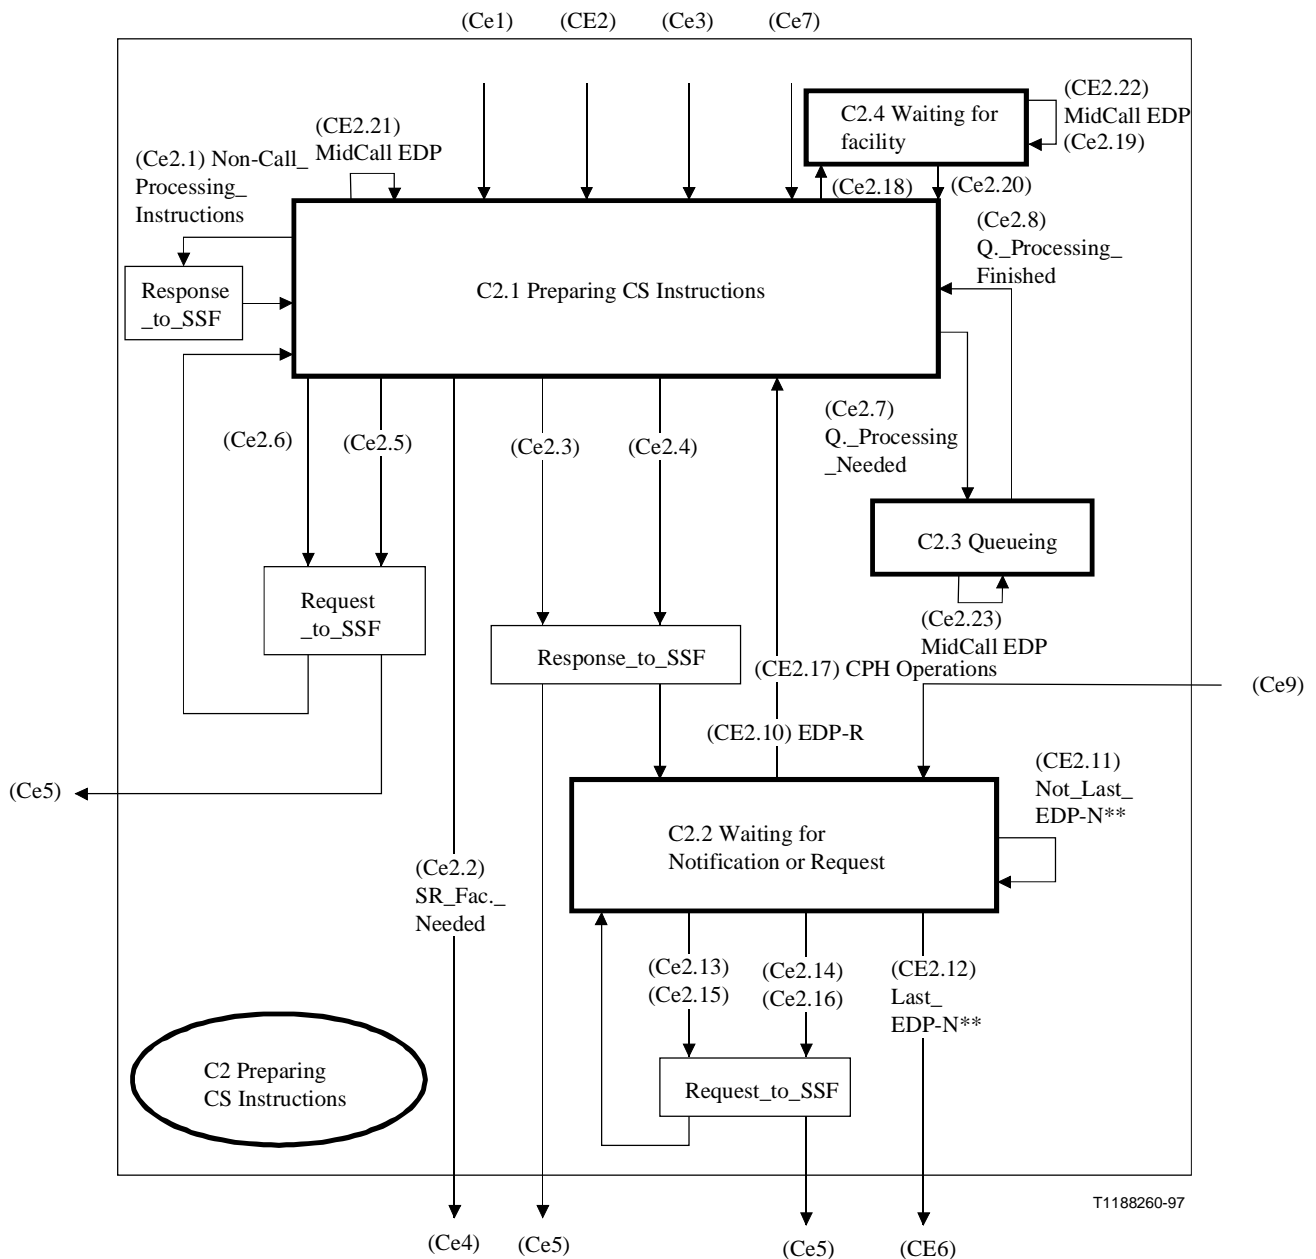 (Ce1)
(CE2)
(Ce3)
(Ce7)
(CE2.22)
MidCall EDP
(Ce2.19)
C2.4 Waiting for
facility
(CE2.21)
MidCall EDP
(Ce2.1) Non-Call_
Processing_
Instructions
(Ce2.18)
(Ce2.20)
(Ce2.8)
Q._Processing_
Finished
Response
_to_SSF
C2.1 Preparing CS Instructions
(Ce2.6)
(Ce2.5)
(Ce2.3)
(Ce2.4)
(Ce2.7)
Q._Processing
_Needed
C2.3 Queueing
(Ce2.23)
MidCall EDP
Request
_to_SSF
Response_to_SSF
(CE2.17) CPH Operations
(Ce9)
(CE2.10) EDP-R
(Ce5)
(CE2.11)
Not_Last_
EDP-N**
C2.2 Waiting for
Notification or Request
(Ce2.2)
SR_Fac._
Needed
(Ce2.13)
(Ce2.15)
(Ce2.14)
(Ce2.16)
(CE2.12)
Last_
EDP-N**
C2 Preparing
CS Instructions
Request_to_SSF
T1188260-97
(Ce4)
(Ce5)
(Ce5)
(CE6)